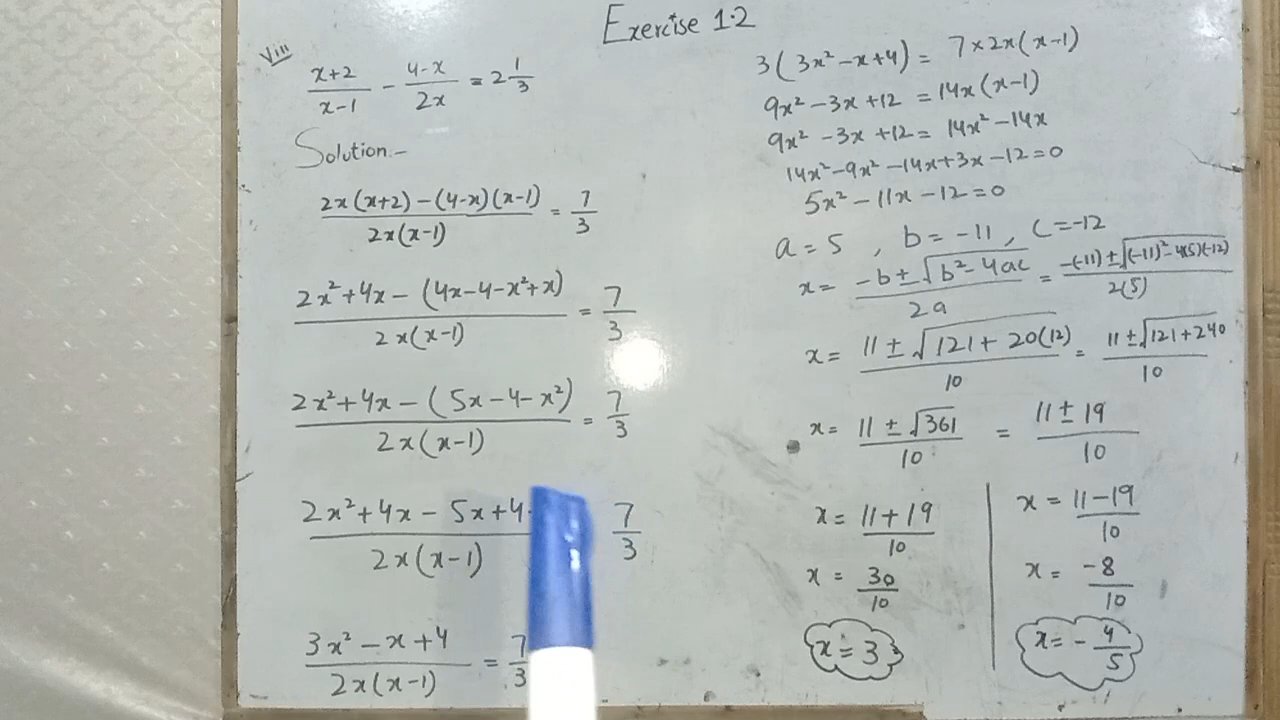 Exercise 1.2
viii
(x+2)/(x-1) - (4-x)/(2x) = 2 1/3
Solution:-
(2x(x+2) - (4-x)(x-1))/(2x(x-1)) = 7/3
(2x²+4x - (4x-4-x²+x))/(2x(x-1)) = 7/3
(2x²+4x - (5x-4-x²))/(2x(x-1)) = 7/3
(2x²+4x - 5x+4)/(2x(x-1)) 7/3
(3x² - x + 4)/(2x(x-1)) = 7/3
3(3x² - x + 4) = 7×2x(x-1)
9x² - 3x + 12 = 14x(x-1)
9x² - 3x + 12 = 14x² - 14x
14x² - 9x² - 14x + 3x - 12 = 0
5x² - 11x - 12 = 0
a = 5 , b = -11 , c = -12
x = (-b ± √(b² - 4ac))/(2a) = (-(-11) ± √((-11)² - 4(5)(-12)))/(2(5))
x = (11 ± √(121 + 20(12)))/10 = (11 ± √(121 + 240))/10
x = (11 ± √361)/10 = (11 ± 19)/10
x = (11 + 19)/10
x = 30/10
x = 3
x = (11 - 19)/10
x = -8/10
x = - 4/5